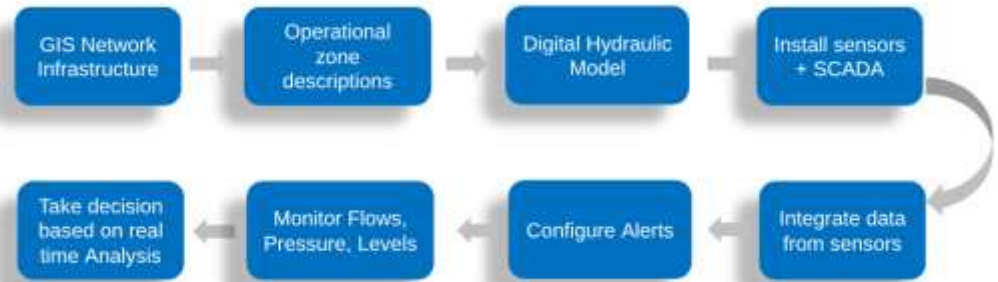 GIS Network
Infrastructure
Operational
zone
descriptions
Digital Hydraulic
Model
Install sensors
+ SCADA
Integrate data
from sensors
Configure Alerts
Monitor Flows,
Pressure, Levels
Take decision
based on real
time Analysis